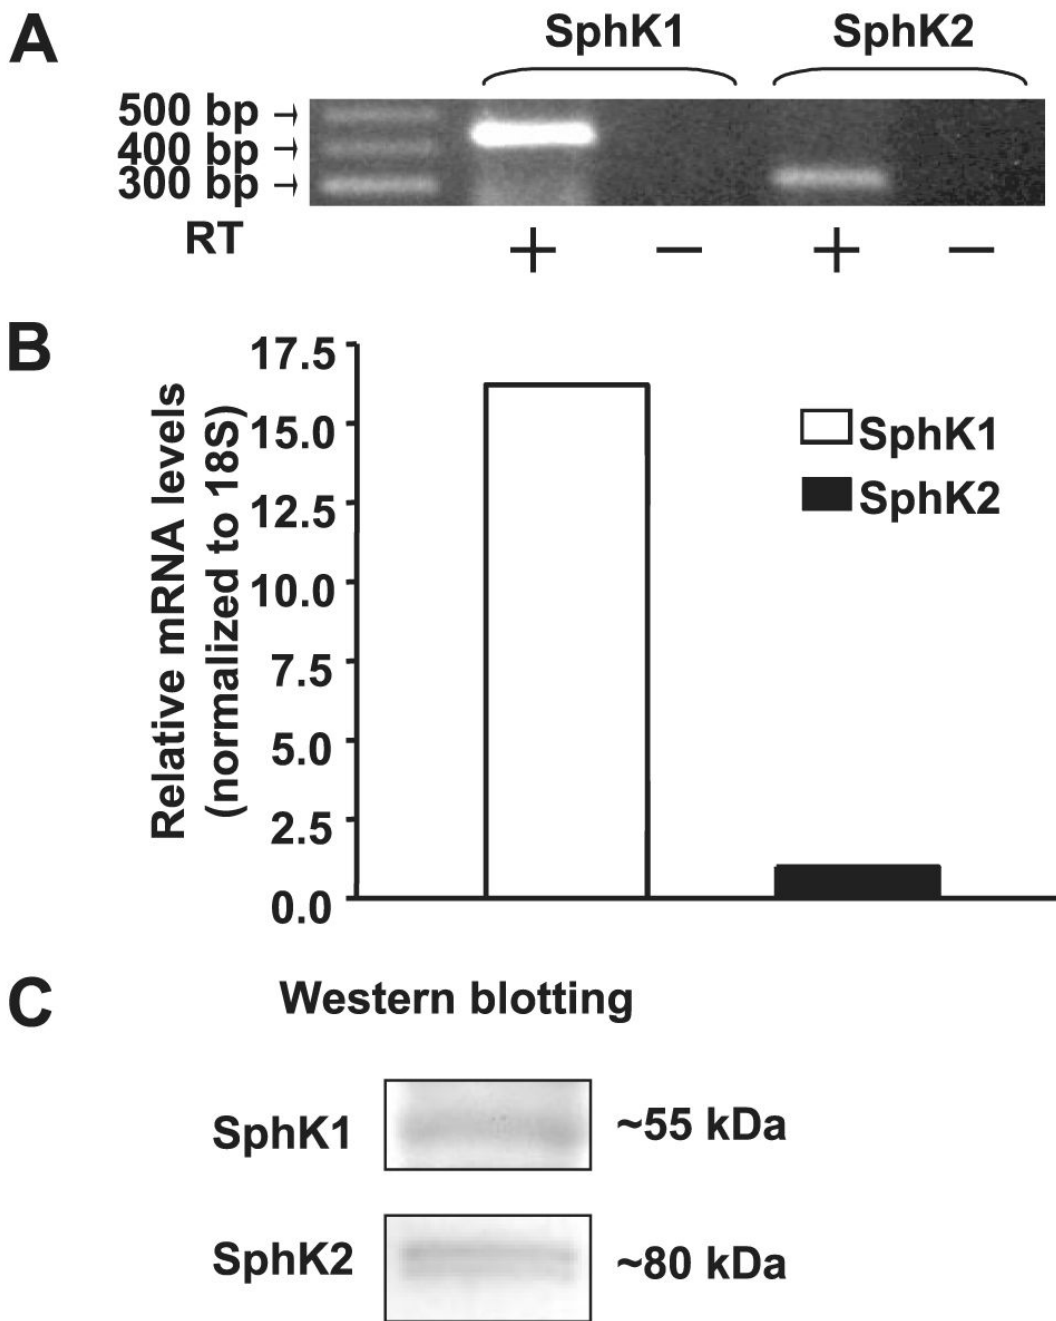 A
SphK1 SphK2
500 bp →
400 bp →
300 bp →
RT + − + −
B
17.5
15.0
12.5
10.0
7.5
5.0
2.5
0.0
Relative mRNA levels
(normalized to 18S)
SphK1
SphK2
C
Western blotting
SphK1 ~55 kDa
SphK2 ~80 kDa